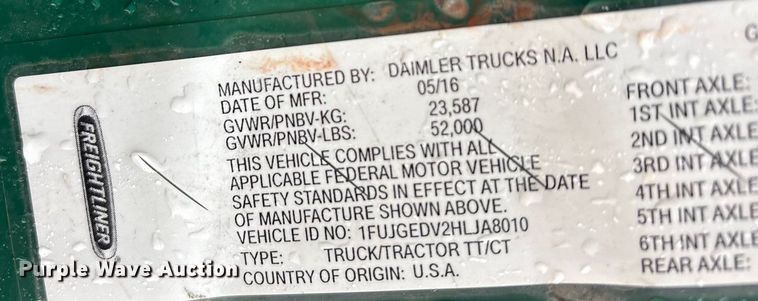 FREIGHTLINER
MANUFACTURED BY: DAIMLER TRUCKS N.A. LLC
DATE OF MFR: 05/16
GVWR/PNBV-KG: 23,587
GVWR/PNBV-LBS: 52,000
THIS VEHICLE COMPLIES WITH ALL
APPLICABLE FEDERAL MOTOR VEHICLE
SAFETY STANDARDS IN EFFECT AT THE DATE
OF MANUFACTURE SHOWN ABOVE.
VEHICLE ID NO: 1FUJGEDV2HLJA8010
TYPE: TRUCK/TRACTOR TT/CT
COUNTRY OF ORIGIN: U.S.A.
G
FRONT AXLE:
1ST INT AXLE:
2ND INT AXLE:
3RD INT AXLE
4TH INT AXLE
5TH INT AXLE
6TH INT AXLE
REAR AXLE:
Purple Wave Auction